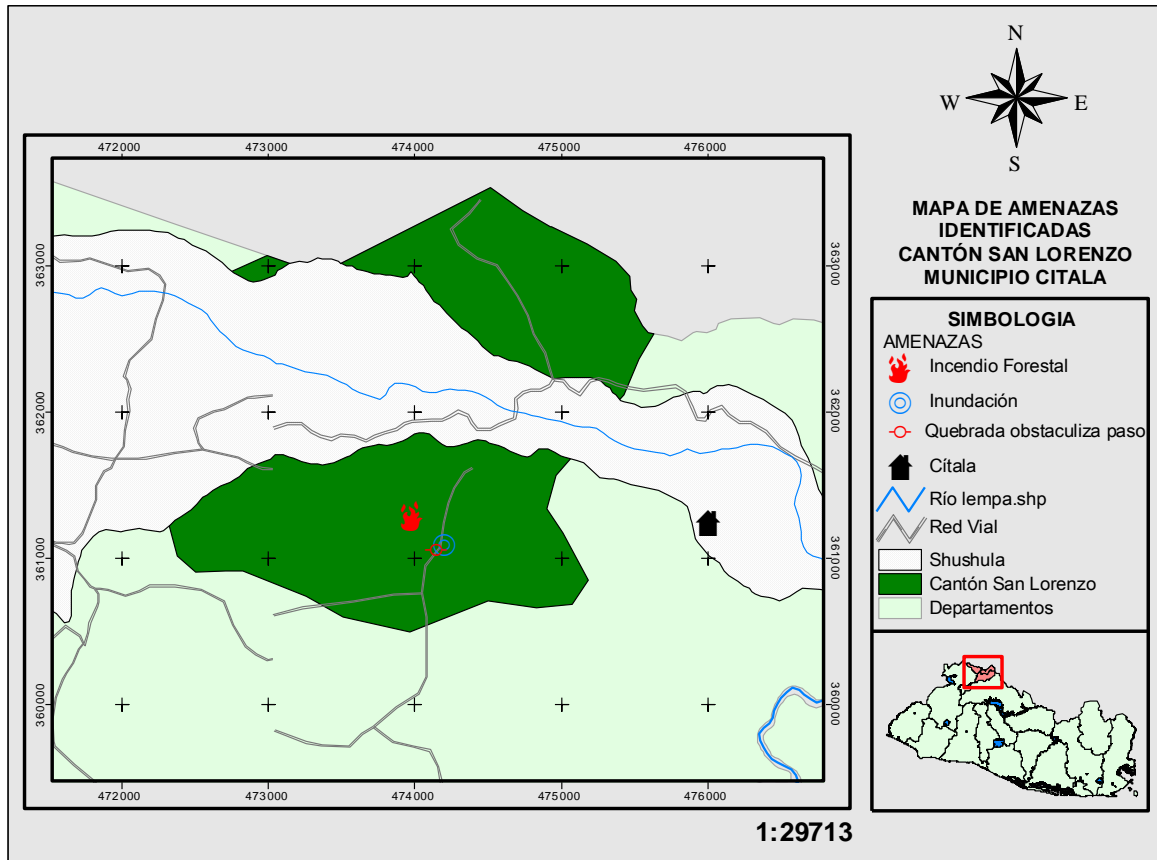 N
W E
S
MAPA DE AMENAZAS
IDENTIFICADAS
CANTÓN SAN LORENZO
MUNICIPIO CITALA
SIMBOLOGIA
AMENAZAS
Incendio Forestal
Inundación
Quebrada obstaculiza paso
Cítala
Río lempa.shp
Red Vial
Shushula
Cantón San Lorenzo
Departamentos
472000 473000 474000 475000 476000
363000 363000
362000 362000
361000 361000
360000 360000
472000 473000 474000 475000 476000
1:29713